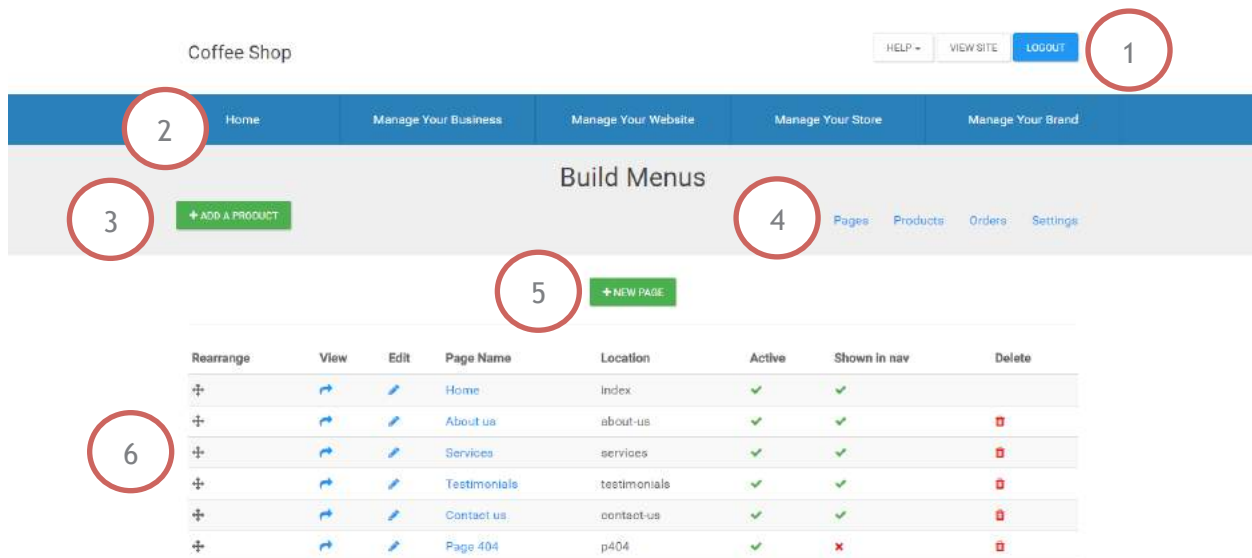 Coffee Shop HELP VIEW SITE LOGOUT 1
2 Home Manage Your Business Manage Your Website Manage Your Store Manage Your Brand
Build Menus
3 + ADD A PRODUCT 4 Pages Products Orders Settings
5 + NEW PAGE
Rearrange View Edit Page Name Location Active Shown in nav Delete
Home index
About us about-us
6 Services services
Testimonials testimonials
Contact us contact-us
Page 404 p404